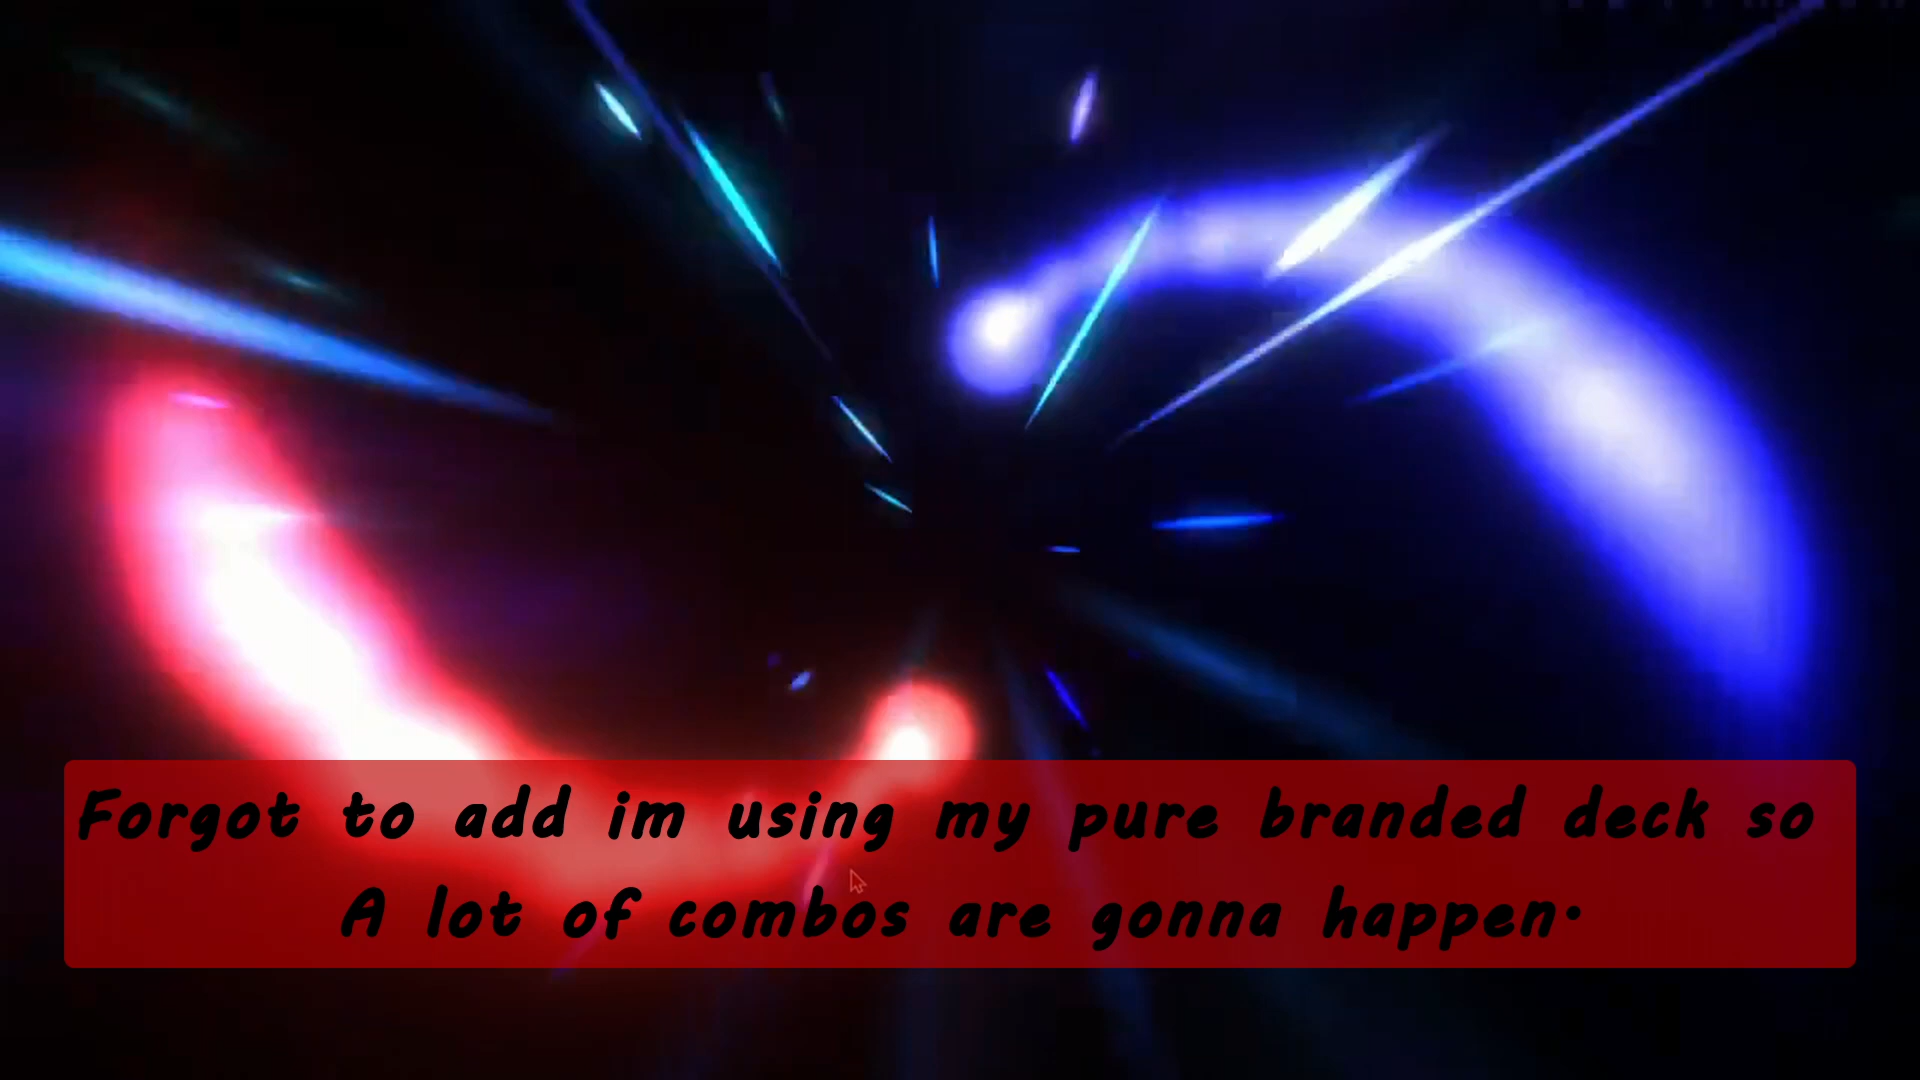 Forgot to add im using my pure branded deck so
A lot of combos are gonna happen.